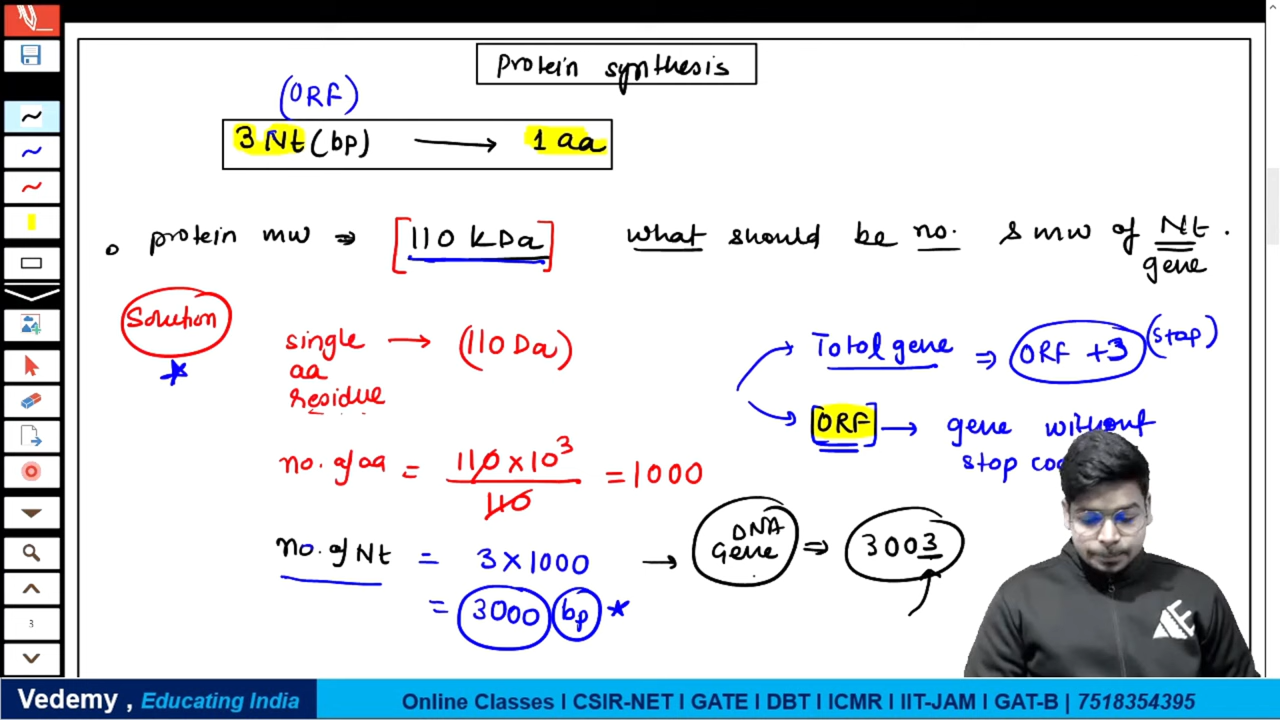 Protein synthesis
(ORF)
3 Nt (bp) → 1 aa
protein mw ⇒ [110 KDa] what should be no. & mw of Nt.
gene
Solution
single → (110 Da)
aa
residue
Total gene ⇒ ORF + 3 (stop)
[ORF] → gene without
stop
no. of aa = 110 × 10³ / 110 = 1000
no. of Nt = 3 × 1000 → DNA Gene ⇒ 3003
= 3000 bp *
3
Vedemy , Educating India
Online Classes I CSIR-NET I GATE I DBT I ICMR I IIT-JAM I GAT-B I 7518354395